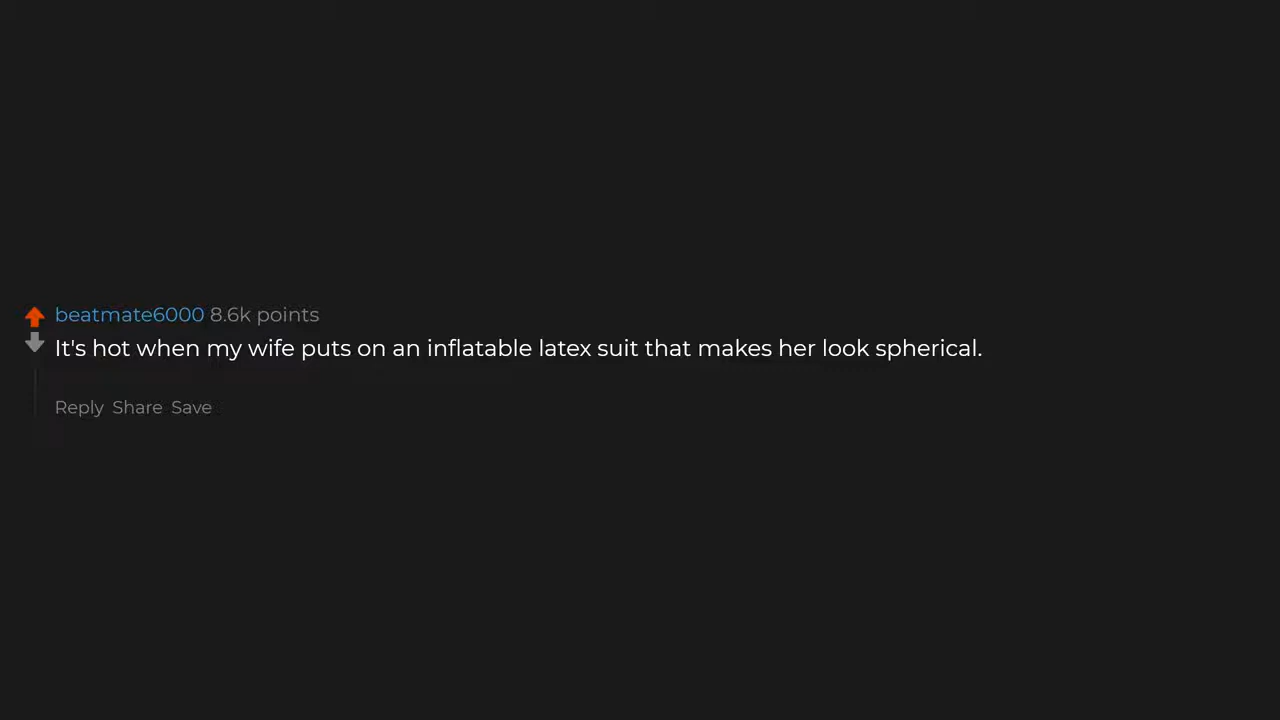 beatmate6000 8.6k points
It's hot when my wife puts on an inflatable latex suit that makes her look spherical.
Reply Share Save